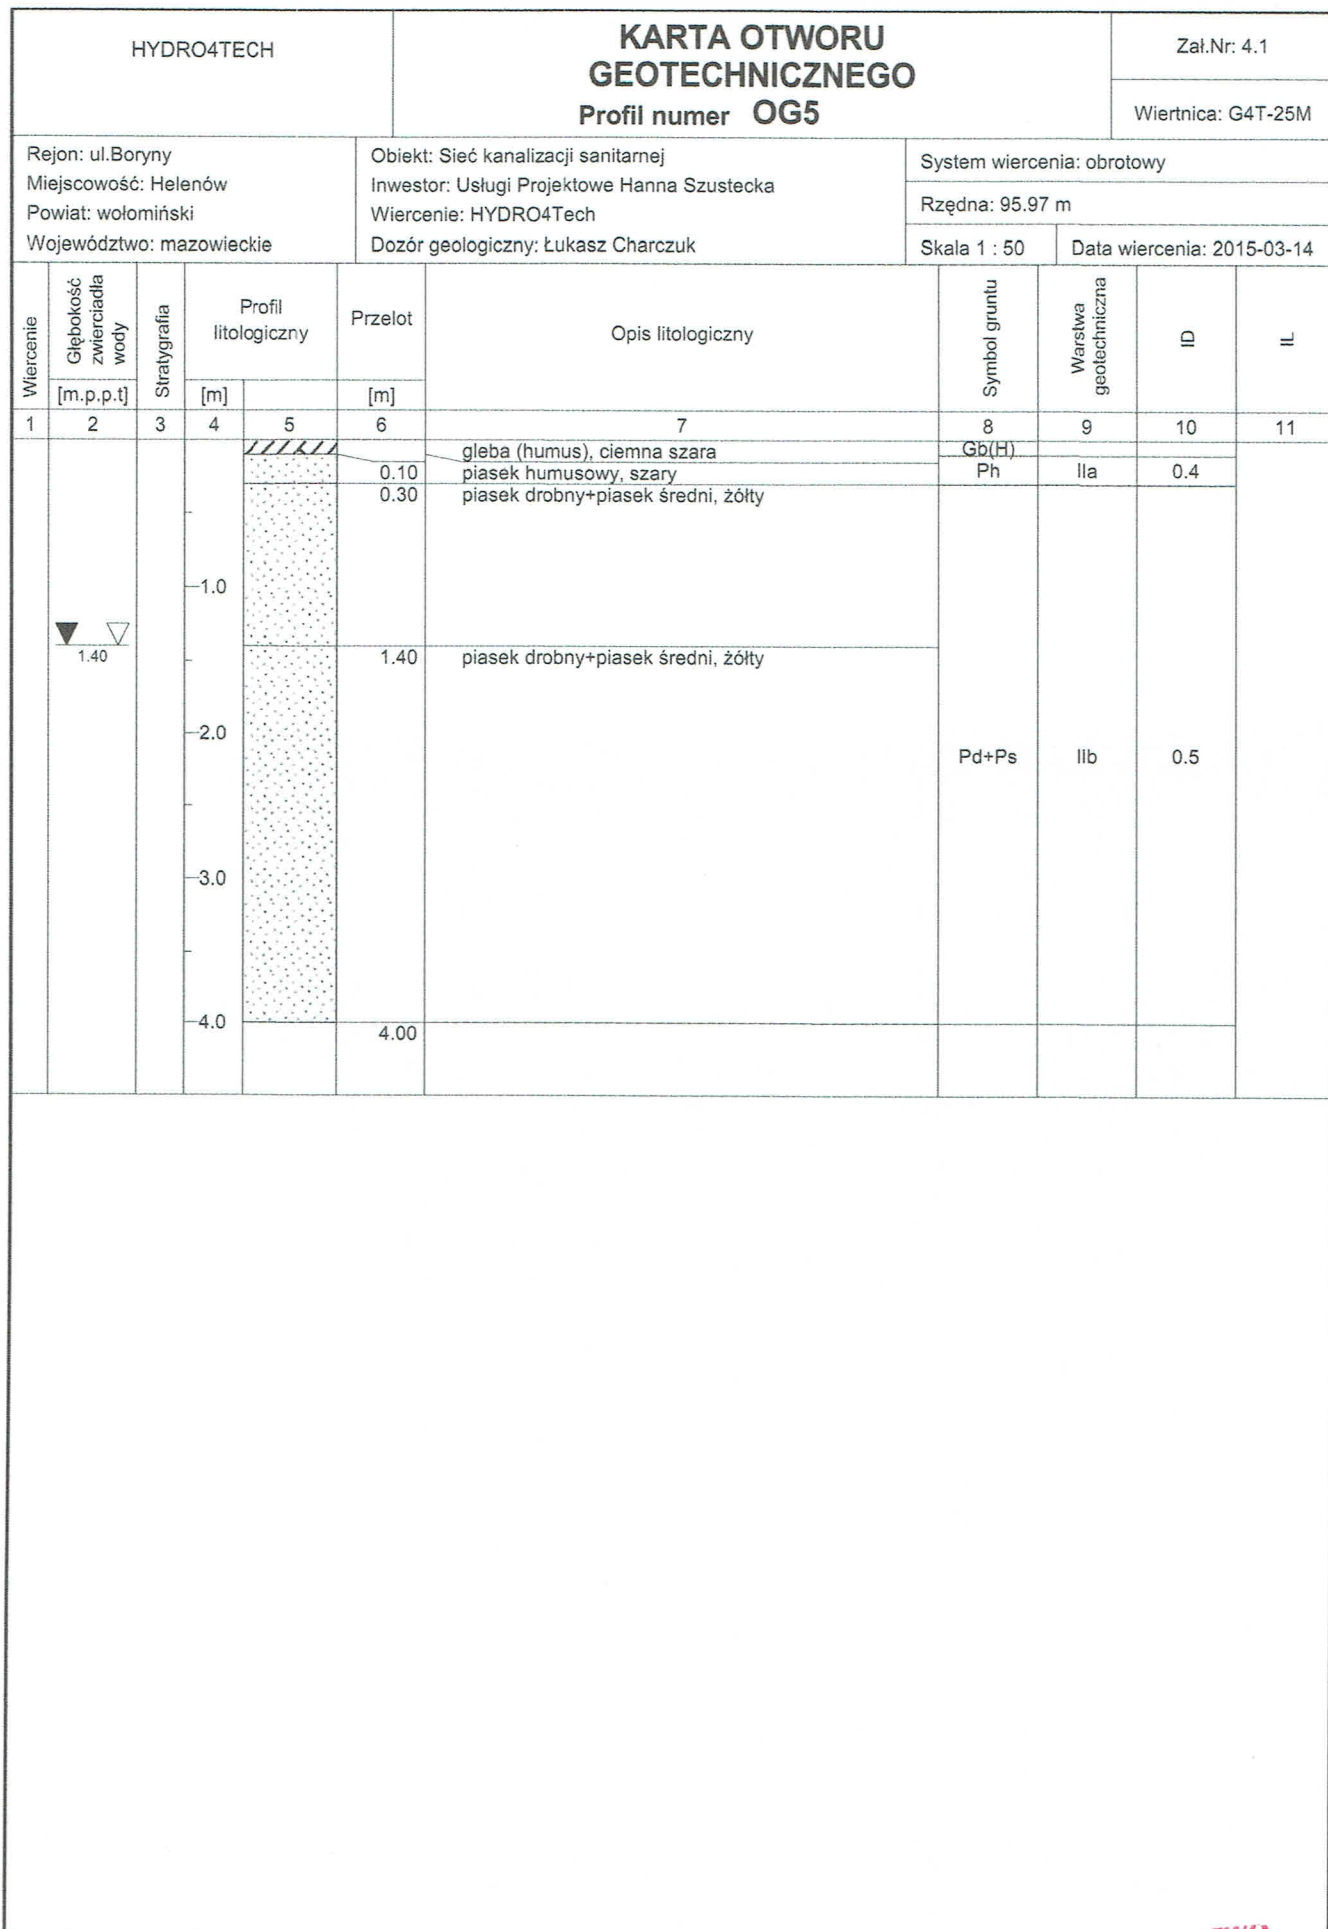 HYDRO4TECH
KARTA OTWORU
GEOTECHNICZNEGO
Profil numer OG5
Zał.Nr: 4.1
Wiertnica: G4T-25M
Rejon: ul.Boryny
Miejscowość: Helenów
Powiat: wołomiński
Województwo: mazowieckie
Obiekt: Sieć kanalizacji sanitarnej
Inwestor: Usługi Projektowe Hanna Szustecka
Wiercenie: HYDRO4Tech
Dozór geologiczny: Łukasz Charczuk
System wiercenia: obrotowy
Rzędna: 95.97 m
Skala 1 : 50
Data wiercenia: 2015-03-14
Wiercenie
Głębokość
zwierciadła
wody
[m.p.p.t]
Stratygrafia
Profil
litologiczny
[m]
Przelot
[m]
Opis litologiczny
Symbol gruntu
Warstwa
geotechniczna
ID
IL
1 2 3 4 5 6 7 8 9 10 11
gleba (humus), ciemna szara Gb(H)
0.10 piasek humusowy, szary Ph IIa 0.4
0.30 piasek drobny+piasek średni, żółty
1.0
1.40
1.40 piasek drobny+piasek średni, żółty
2.0
Pd+Ps IIb 0.5
3.0
4.0
4.00